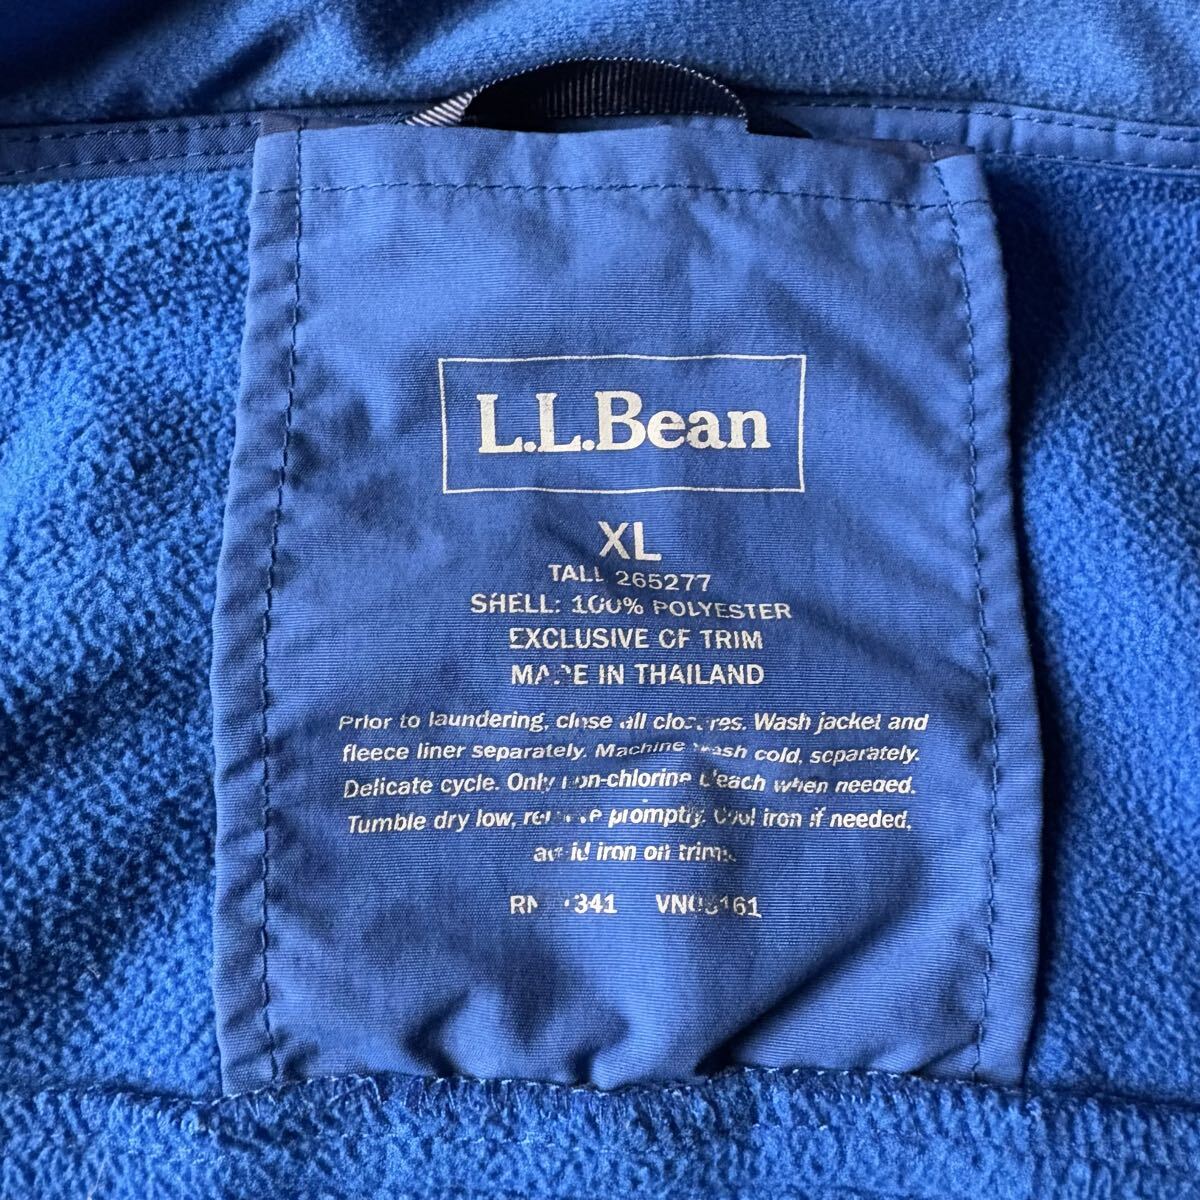 L.L.Bean
XL
TALL 265277
SHELL: 100% POLYESTER
EXCLUSIVE OF TRIM
MADE IN THAILAND
Prior to laundering, close all closures. Wash jacket and
fleece liner separately. Machine wash cold, separately.
Delicate cycle. Only non-chlorine bleach when needed.
Tumble dry low, remove promptly. Cool iron if needed,
avoid iron on trims.